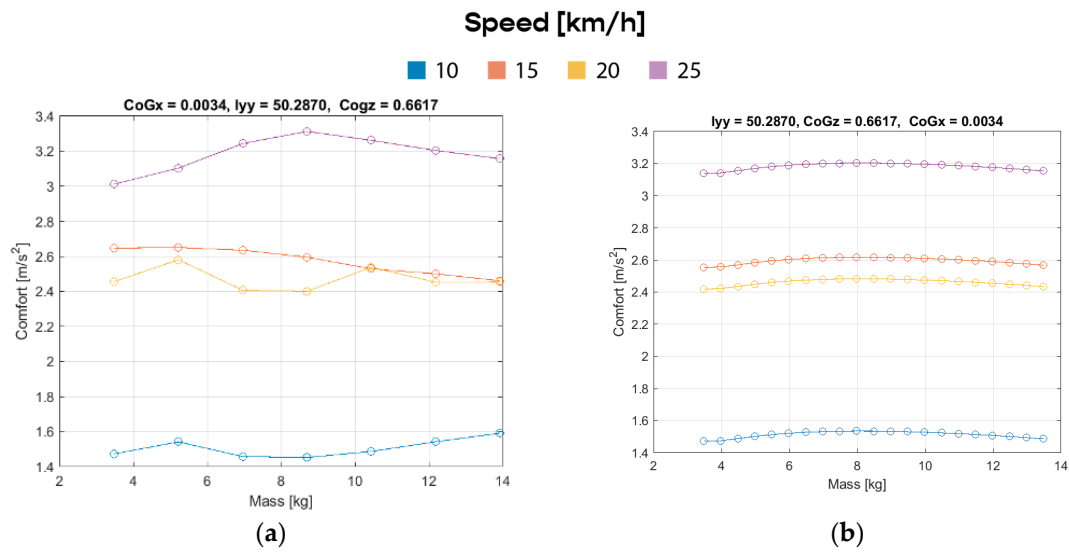 Speed [km/h]
10 15 20 25
CoGx = 0.0034, Iyy = 50.2870, Cogz = 0.6617
3.4
3.2
3
2.8
2.6
2.4
2.2
2
1.8
1.6
1.4
Comfort [m/s²]
2 4 6 8 10 12 14
Mass [kg]
(a)
Iyy = 50.2870, CoGz = 0.6617, CoGx = 0.0034
3.4
3.2
3
2.8
2.6
2.4
2.2
2
1.8
1.6
1.4
Comfort [m/s²]
2 4 6 8 10 12 14
Mass [kg]
(b)